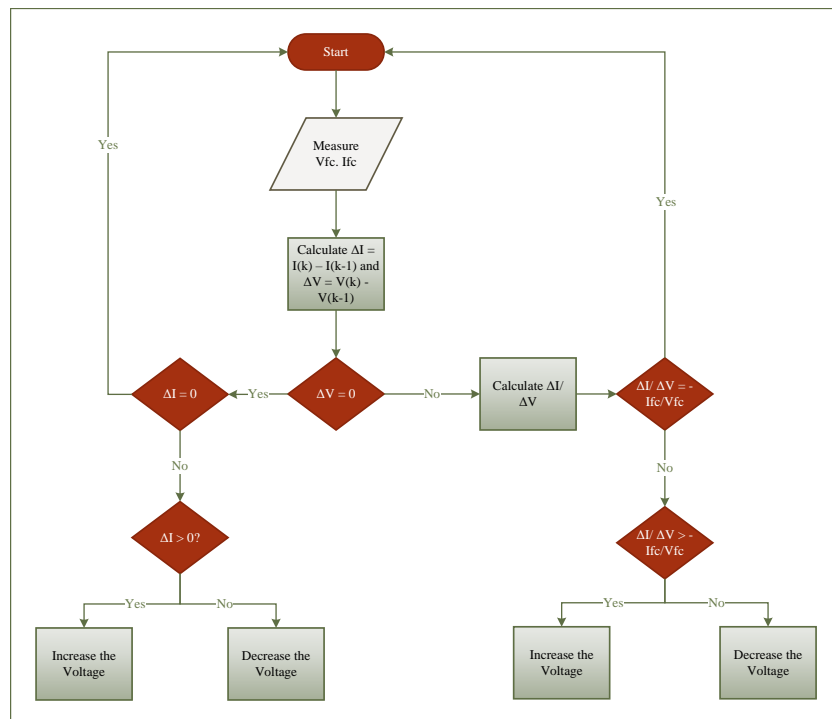 Start
Yes
Measure
Vfc. Ifc
Yes
Calculate ΔI =
I(k) – I(k-1) and
ΔV = V(k) -
V(k-1)
ΔI = 0
Yes
ΔV = 0
No
Calculate ΔI/
ΔV
ΔI/ ΔV = -
Ifc/Vfc
No
No
ΔI > 0?
ΔI/ ΔV > -
Ifc/Vfc
Yes
No
Yes
No
Increase the
Voltage
Decrease the
Voltage
Increase the
Voltage
Decrease the
Voltage